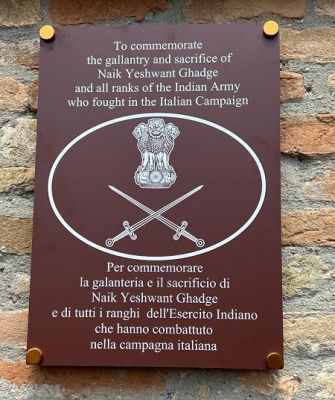 To commemorate
the gallantry and sacrifice of
Naik Yeshwant Ghadge
and all ranks of the Indian Army
who fought in the Italian Campaign
Per commemorare
la galanteria e il sacrificio di
Naik Yeshwant Ghadge
e di tutti i ranghi dell'Esercito Indiano
che hanno combattuto
nella campagna italiana